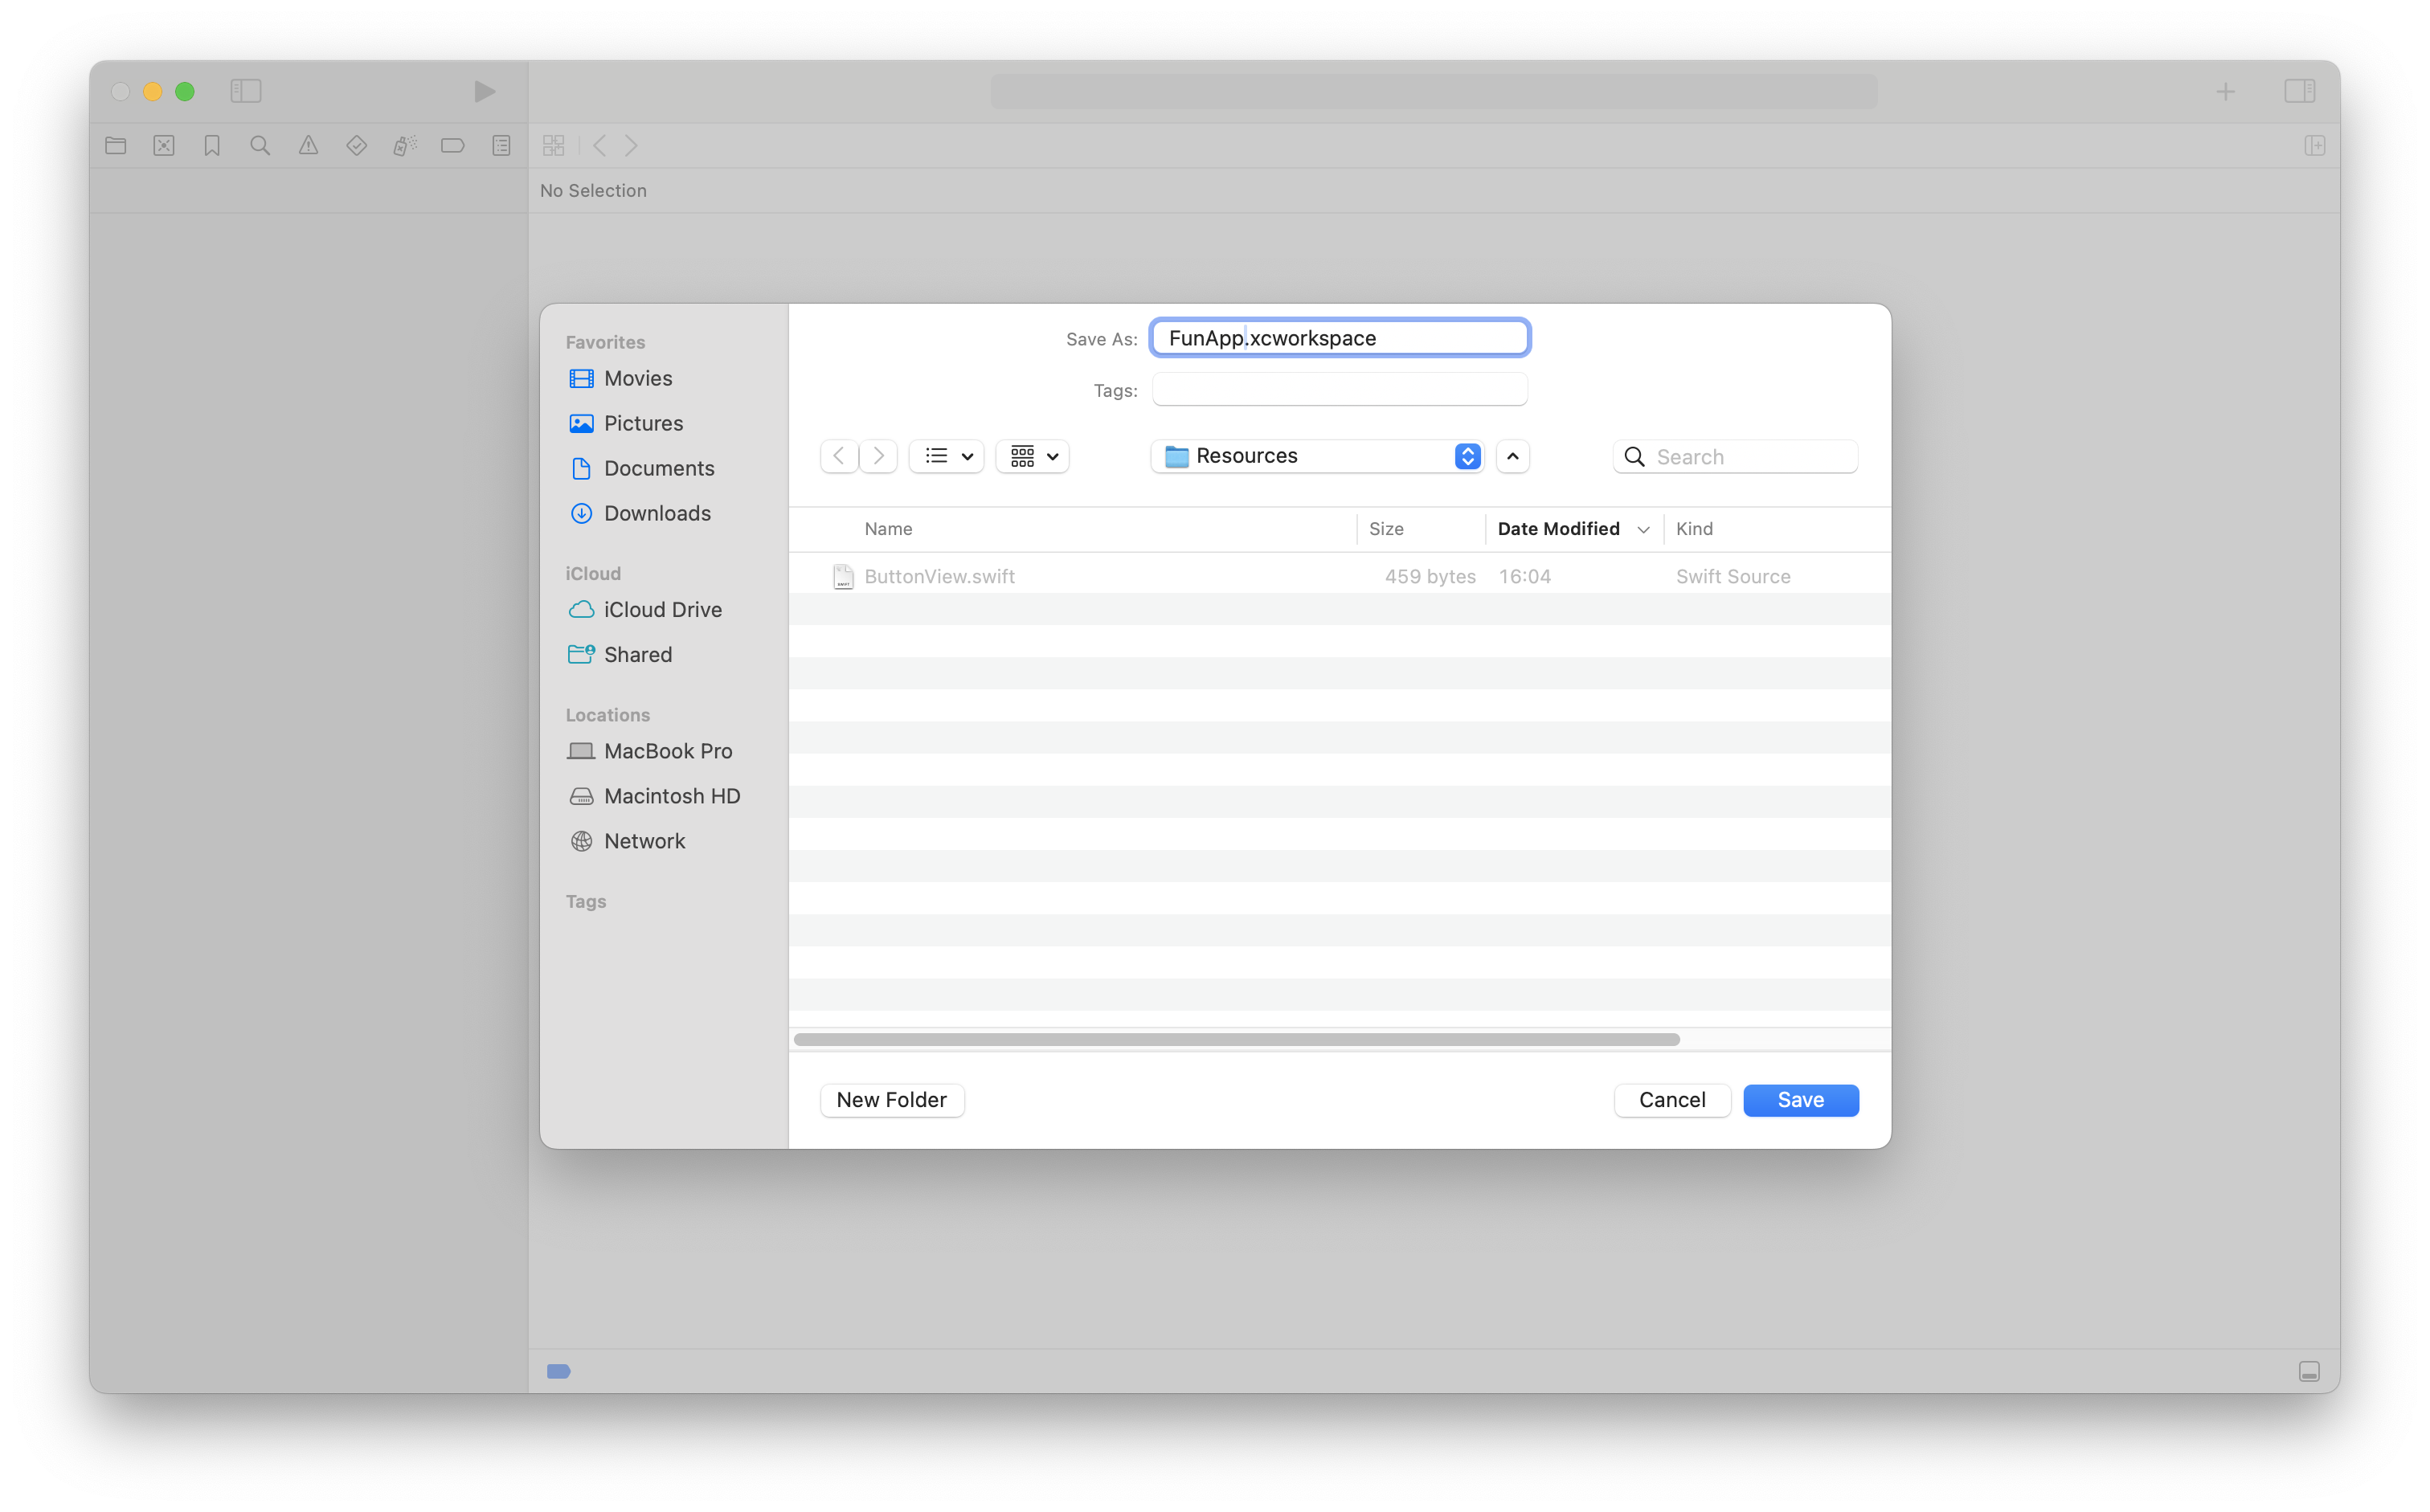 No Selection
Favorites
Movies
Pictures
Documents
Downloads
iCloud
iCloud Drive
Shared
Locations
MacBook Pro
Macintosh HD
Network
Tags
Save As: FunApp.xcworkspace
Tags:
Resources
Search
Name Size Date Modified Kind
ButtonView.swift 459 bytes 16:04 Swift Source
New Folder Cancel Save